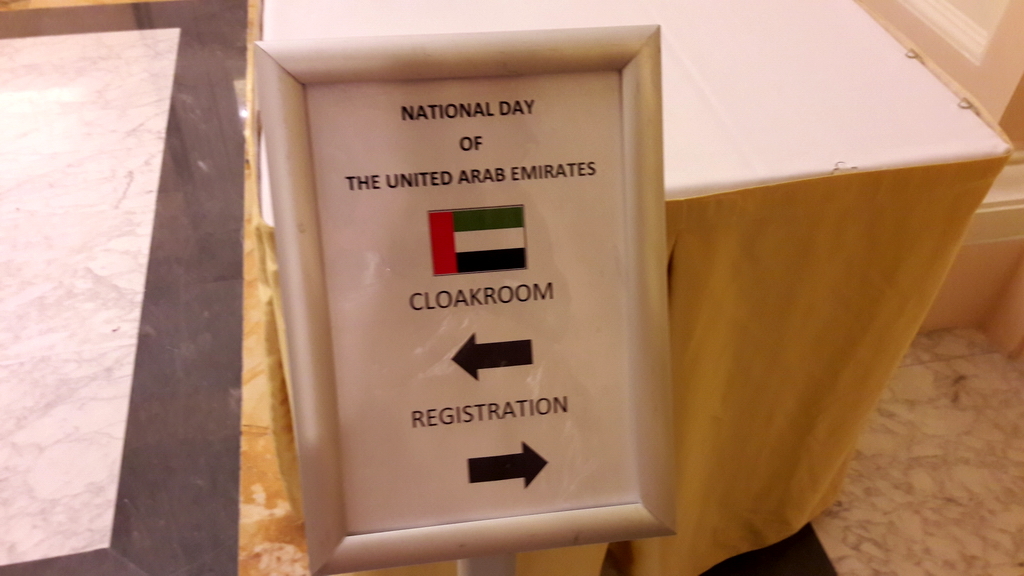 NATIONAL DAY
OF
THE UNITED ARAB EMIRATES
CLOAKROOM
REGISTRATION